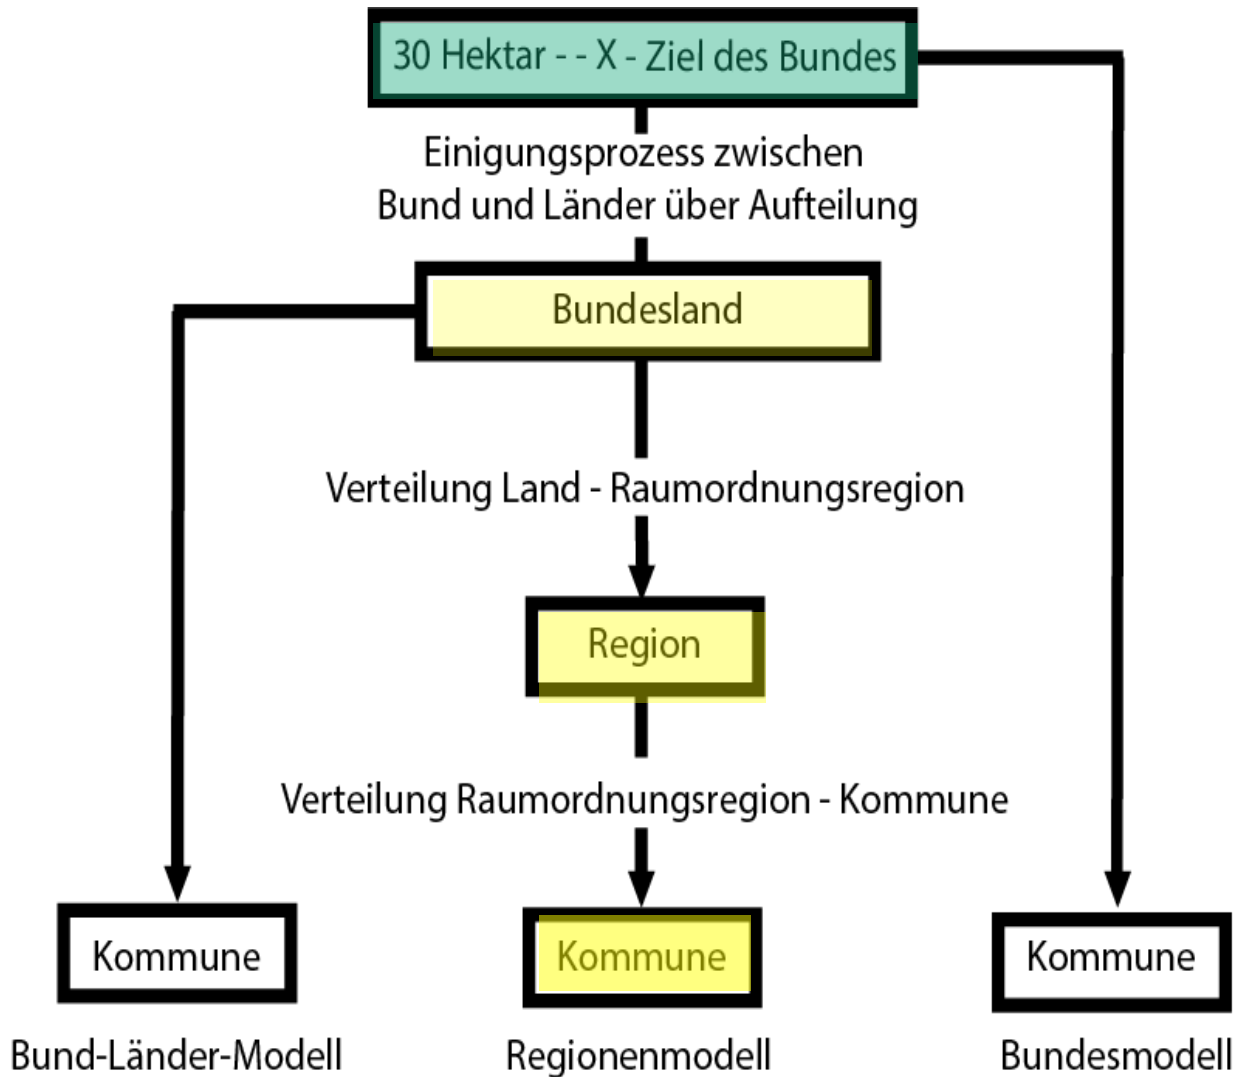 30 Hektar - - X - Ziel des Bundes
Einigungsprozess zwischen
Bund und Länder über Aufteilung
Bundesland
Verteilung Land - Raumordnungsregion
Region
Verteilung Raumordnungsregion - Kommune
Kommune
Kommune
Kommune
Bund-Länder-Modell
Regionenmodell
Bundesmodell